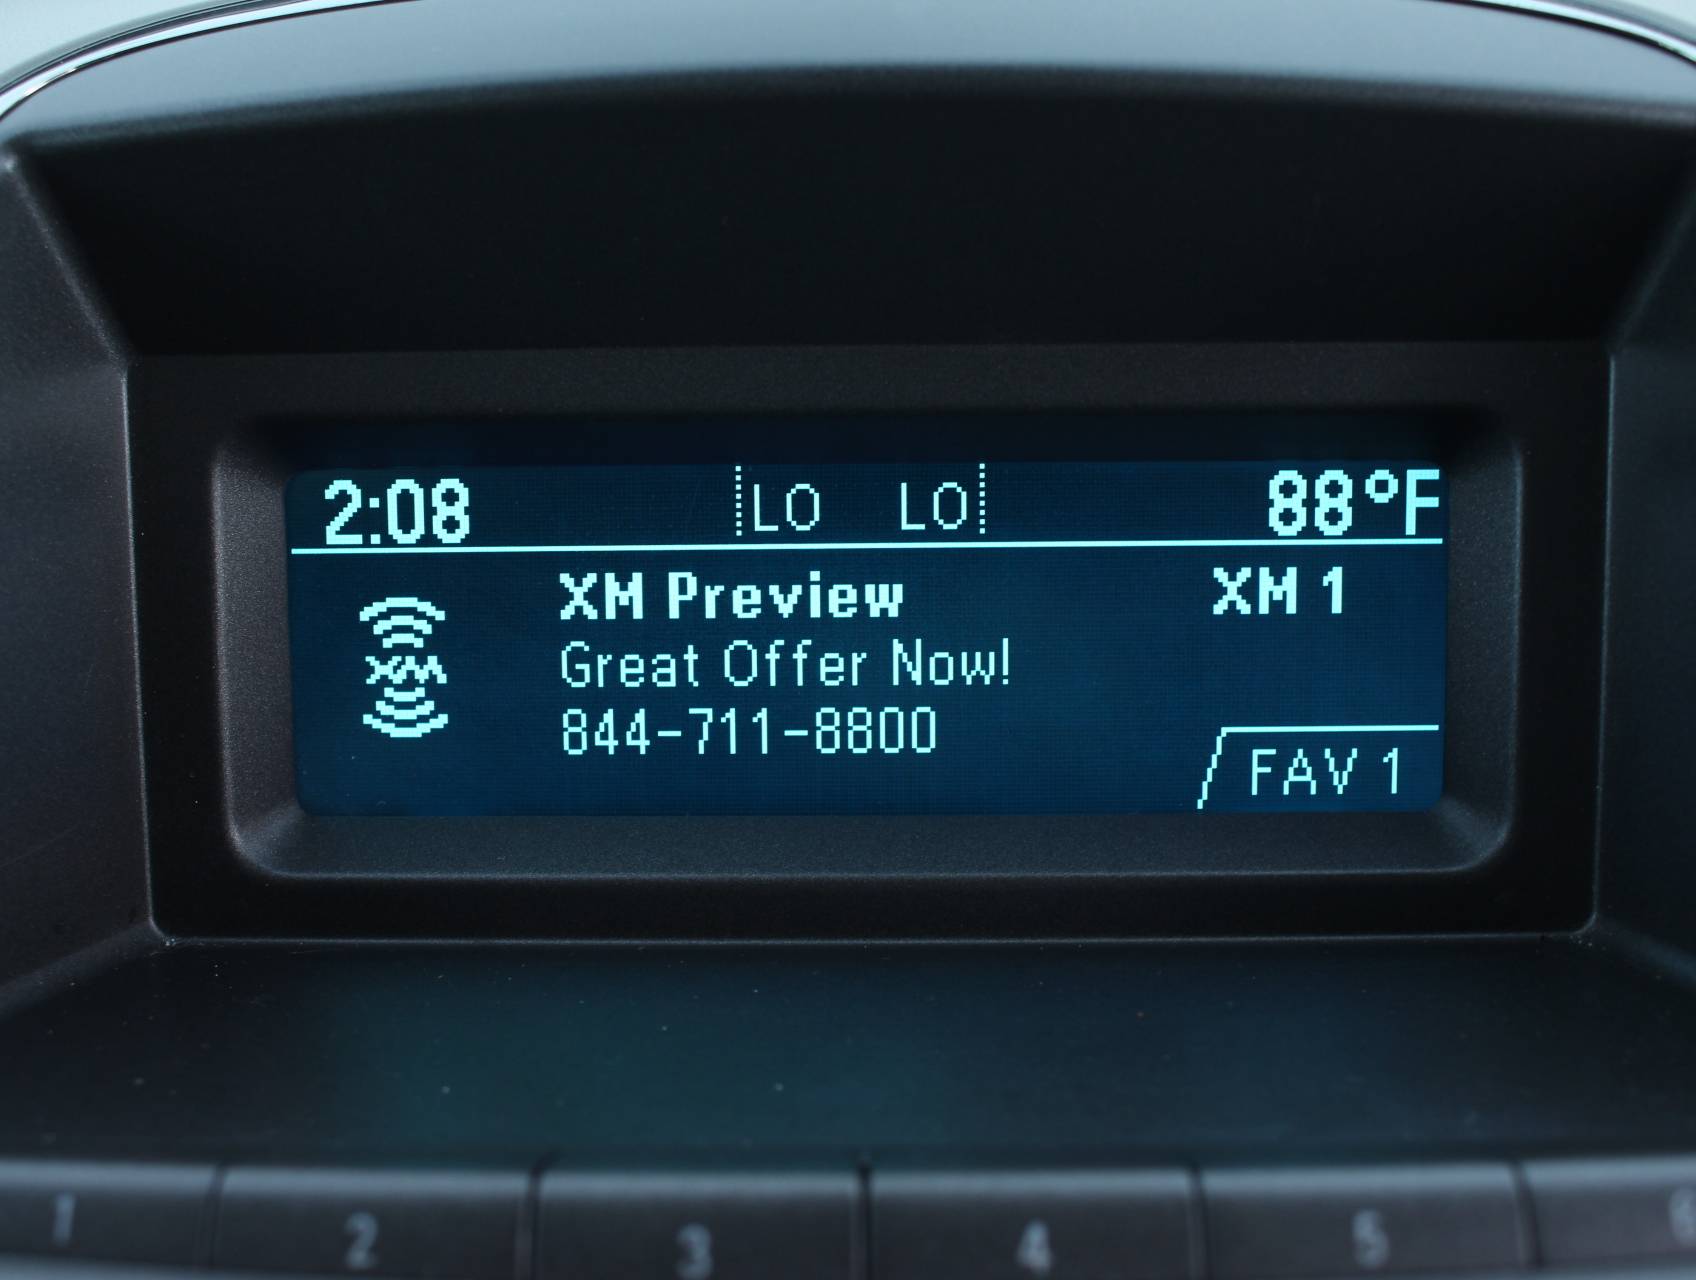 2:08 LO LO 88°F
XM Preview XM 1
XM
Great Offer Now!
844-711-8800
FAV 1
1 2 3 4 5 6